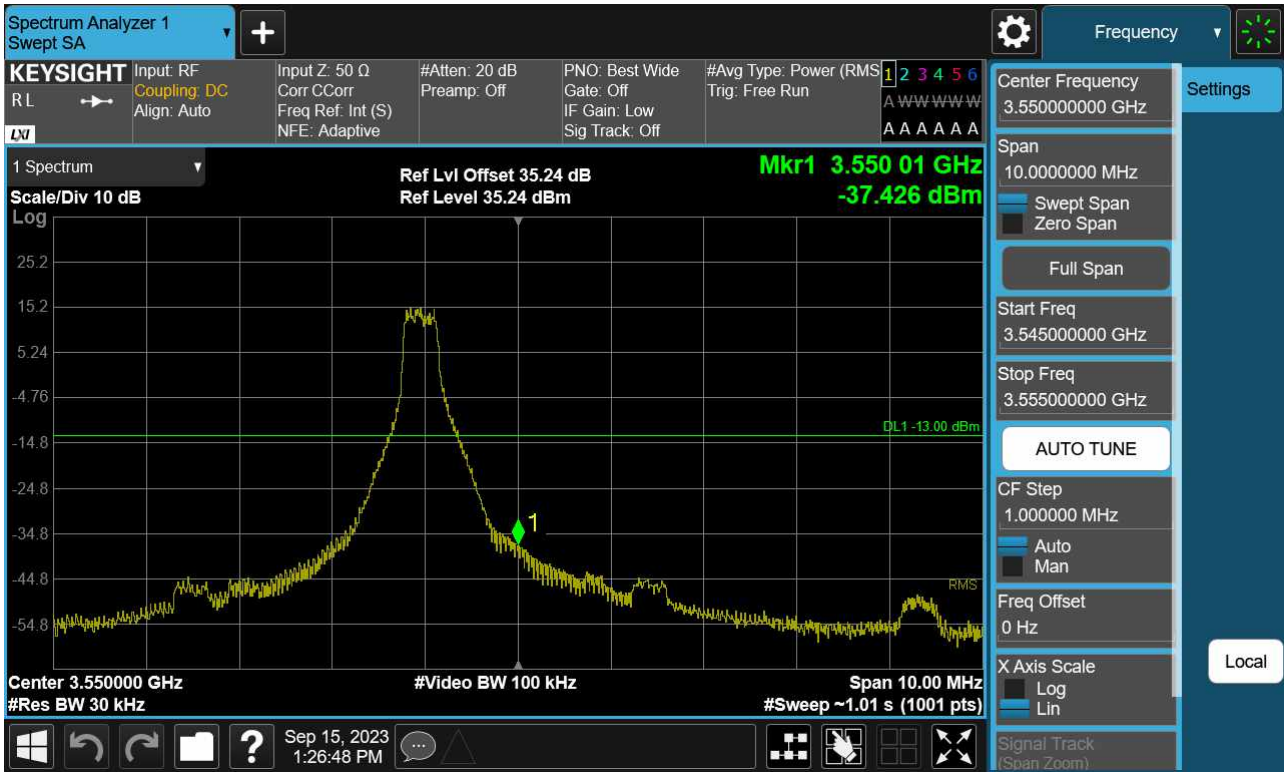 Spectrum Analyzer 1
Swept SA
+
Frequency
KEYSIGHT
R L
LXI
Input: RF
Coupling: DC
Align: Auto
Input Z: 50 Ω
Corr CCorr
Freq Ref: Int (S)
NFE: Adaptive
#Atten: 20 dB
Preamp: Off
PNO: Best Wide
Gate: Off
IF Gain: Low
Sig Track: Off
#Avg Type: Power (RMS
Trig: Free Run
1 2 3 4 5 6
A W W W W W
A A A A A A
1 Spectrum
Scale/Div 10 dB
Log
Ref Lvl Offset 35.24 dB
Ref Level 35.24 dBm
Mkr1 3.550 01 GHz
-37.426 dBm
25.2
15.2
5.24
-4.76
-14.8
-24.8
-34.8
-44.8
-54.8
DL1 -13.00 dBm
1
RMS
Center 3.550000 GHz
#Res BW 30 kHz
#Video BW 100 kHz
Span 10.00 MHz
#Sweep ~1.01 s (1001 pts)
Center Frequency
3.550000000 GHz
Span
10.0000000 MHz
Swept Span
Zero Span
Full Span
Start Freq
3.545000000 GHz
Stop Freq
3.555000000 GHz
AUTO TUNE
CF Step
1.000000 MHz
Auto
Man
Freq Offset
0 Hz
X Axis Scale
Log
Lin
Signal Track
(Span Zoom)
Settings
Local
?
Sep 15, 2023
1:26:48 PM